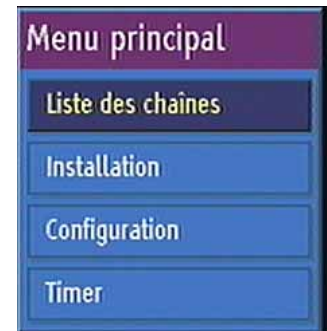 Menu principal
Liste des chaînes
Installation
Configuration
Timer